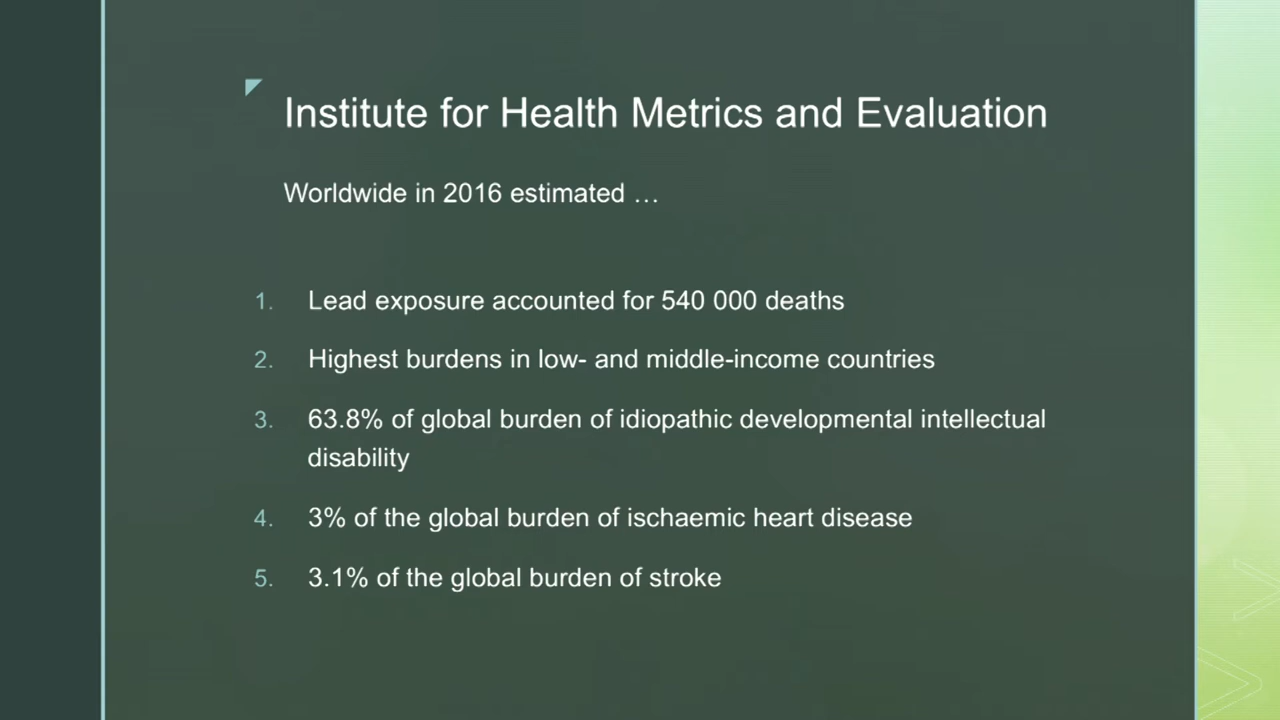 Institute for Health Metrics and Evaluation
Worldwide in 2016 estimated …
1. Lead exposure accounted for 540 000 deaths
2. Highest burdens in low- and middle-income countries
3. 63.8% of global burden of idiopathic developmental intellectual
disability
4. 3% of the global burden of ischaemic heart disease
5. 3.1% of the global burden of stroke